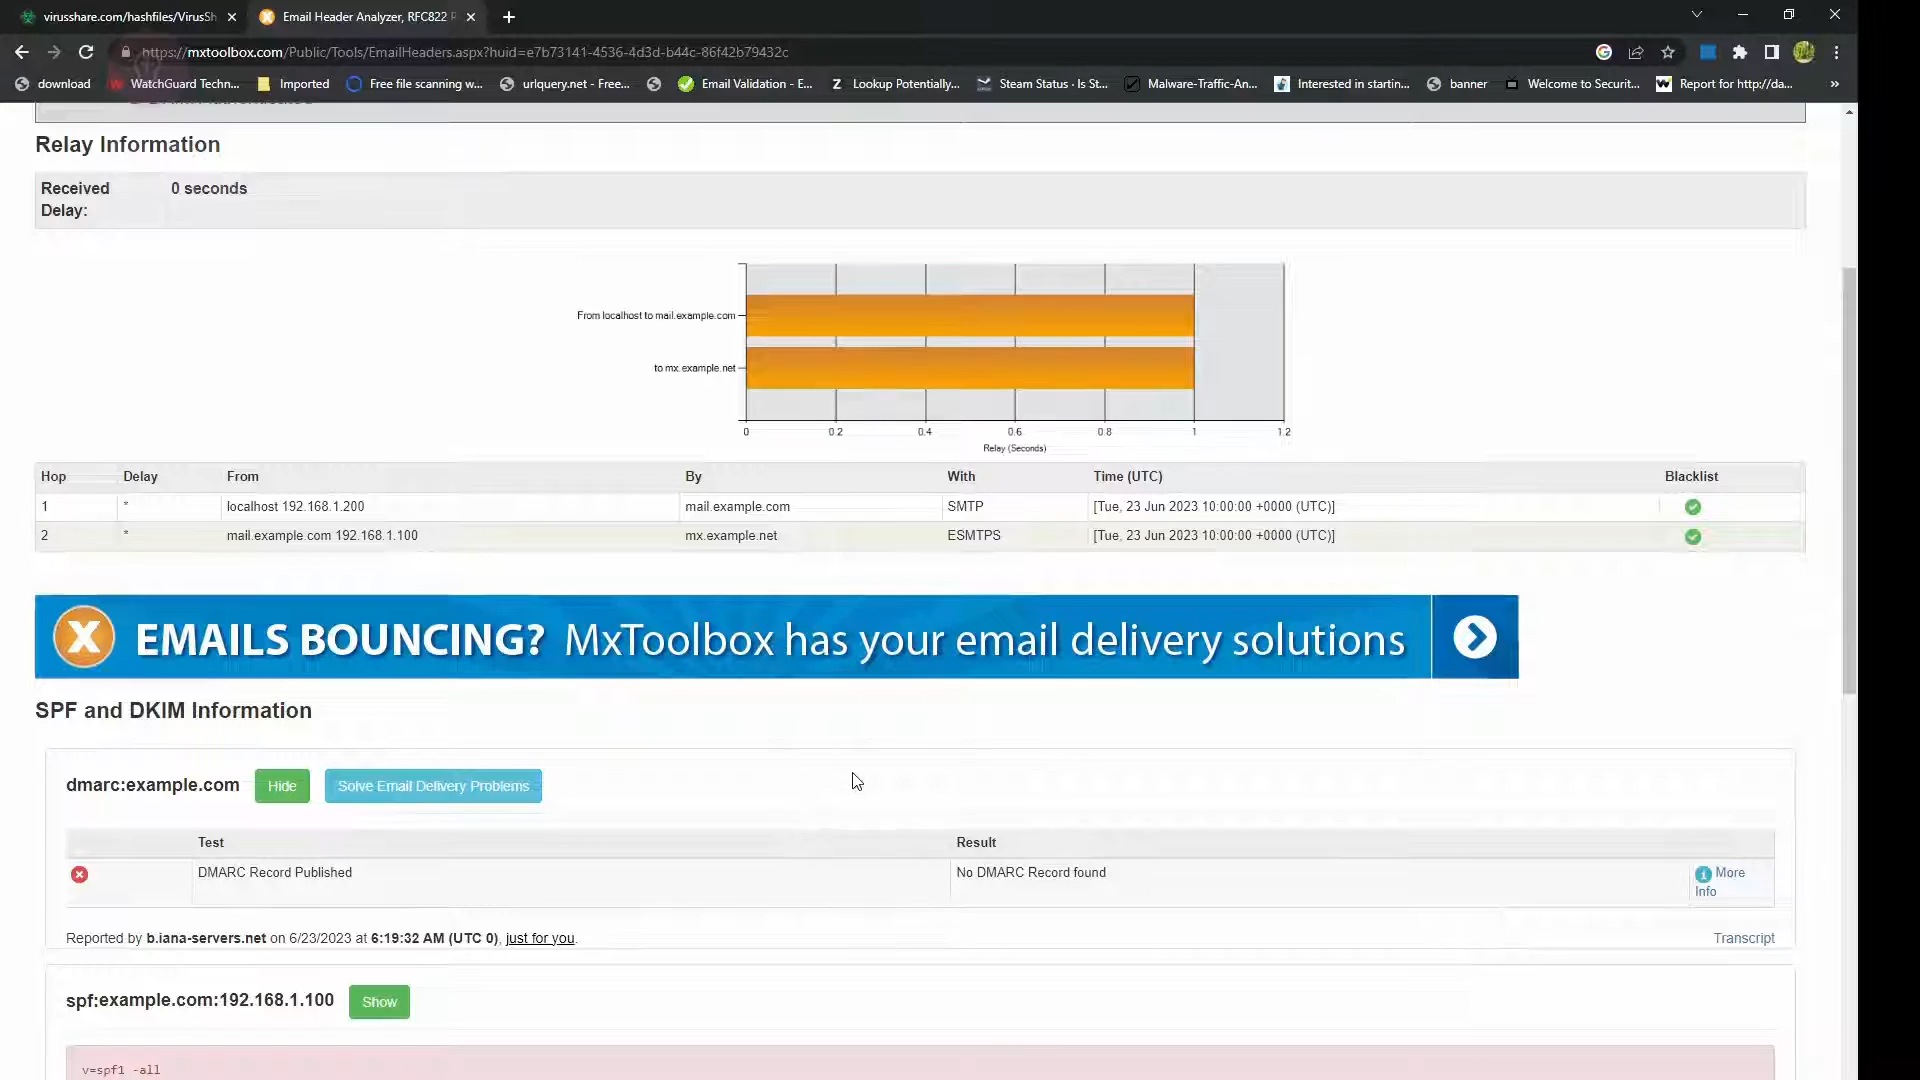 virusshare.com/hashfiles/VirusSh
Email Header Analyzer, RFC822 P
https://mxtoolbox.com/Public/Tools/EmailHeaders.aspx?huid=e7b73141-4536-4d3d-b44c-86f42b79432c
download WatchGuard Techn... Imported Free file scanning w... urlquery.net - Free... Email Validation - E... Z Lookup Potentially... Steam Status · Is St... Malware-Traffic-An... Interested in startin... banner Welcome to Securit... Report for http://da... »
Relay Information
Received Delay: 0 seconds
From localhost to mail.example.com
to mx.example.net
0 0.2 0.4 0.6 0.8 1 1.2
Relay (Seconds)
Hop Delay From By With Time (UTC) Blacklist
1 * localhost 192.168.1.200 mail.example.com SMTP [Tue, 23 Jun 2023 10:00:00 +0000 (UTC)]
2 * mail.example.com 192.168.1.100 mx.example.net ESMTPS [Tue, 23 Jun 2023 10:00:00 +0000 (UTC)]
X EMAILS BOUNCING? MxToolbox has your email delivery solutions
SPF and DKIM Information
dmarc:example.com Hide Solve Email Delivery Problems
Test Result
DMARC Record Published No DMARC Record found More Info
Reported by b.iana-servers.net on 6/23/2023 at 6:19:32 AM (UTC 0), just for you. Transcript
spf:example.com:192.168.1.100 Show
v=spf1 -all